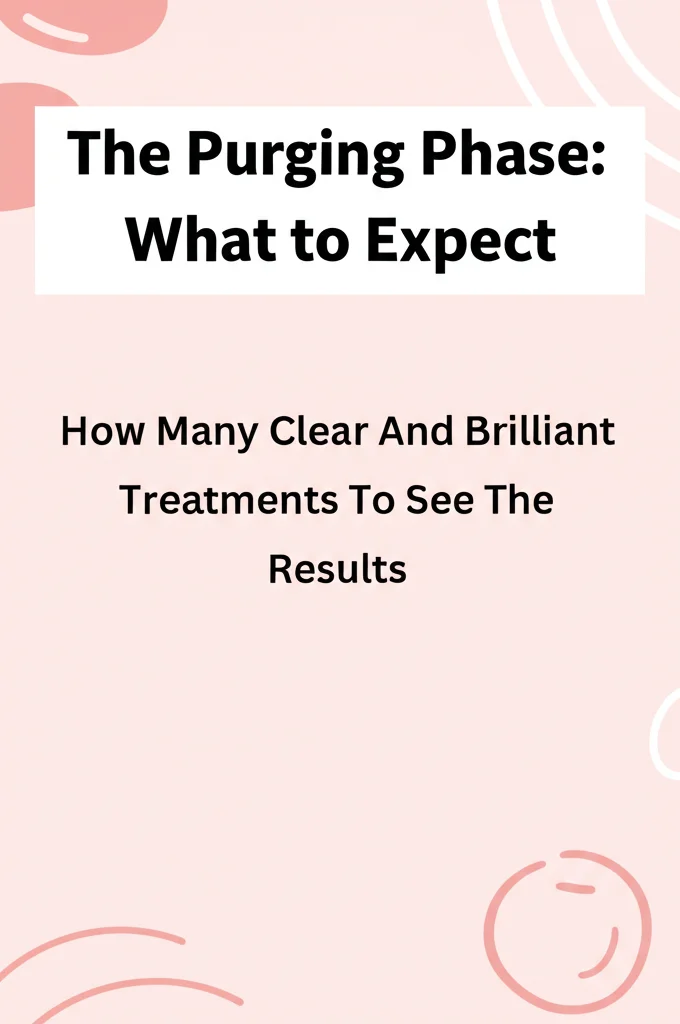 The Purging Phase:
What to Expect
How Many Clear And Brilliant
Treatments To See The
Results